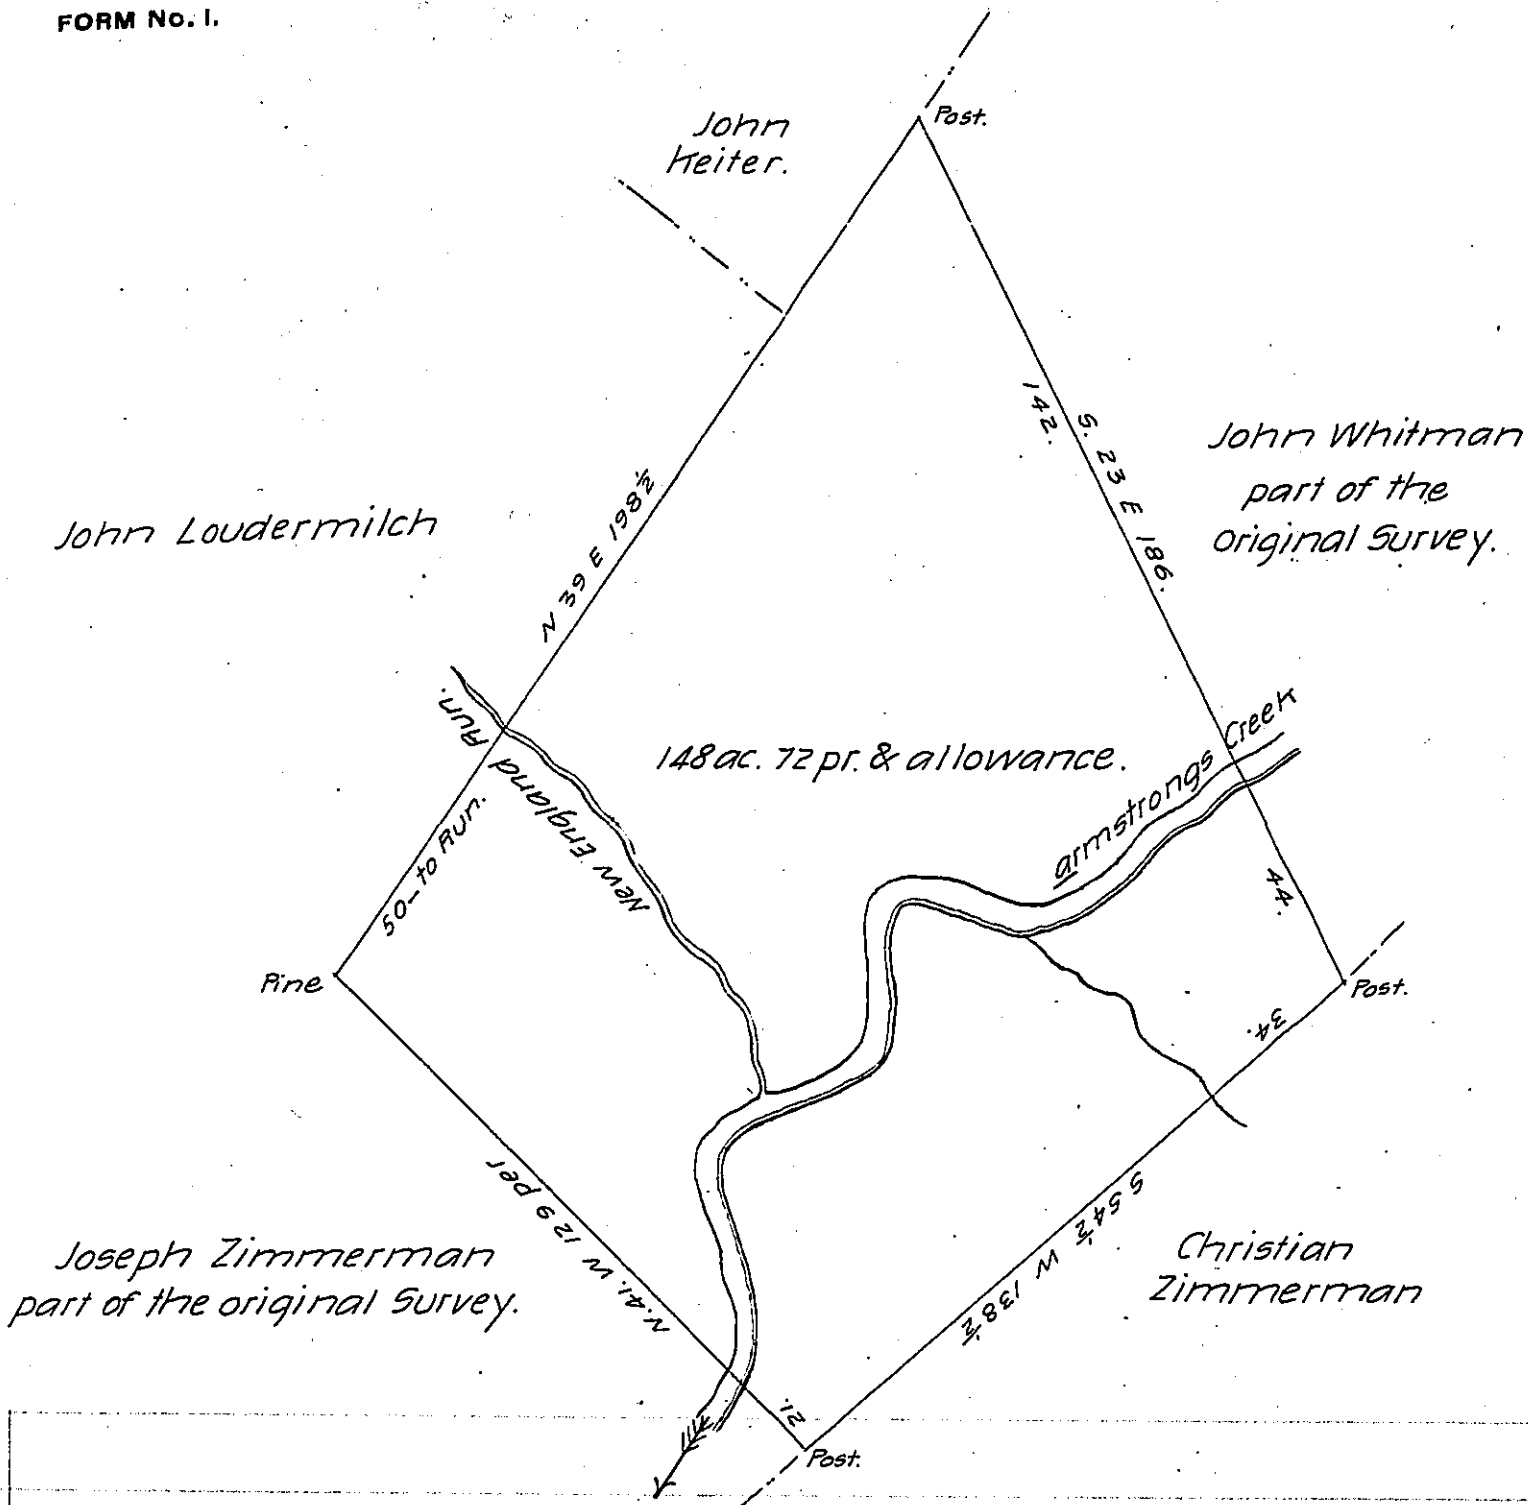 FORM No. 1.
Post.
John
Keiter.
142.
S. 23 E 186.
John Whitman
part of the
original Survey.
John Loudermilch
N 39 E 198½
New England Run.
148 ac. 72 pr. & allowance.
armstrongs Creek
50-to Run.
44.
Pine
Post.
34.
N. 41. W 129 per
S 54½ W 138½
Joseph Zimmerman
part of the original Survey.
Christian
Zimmerman
21.
Post.